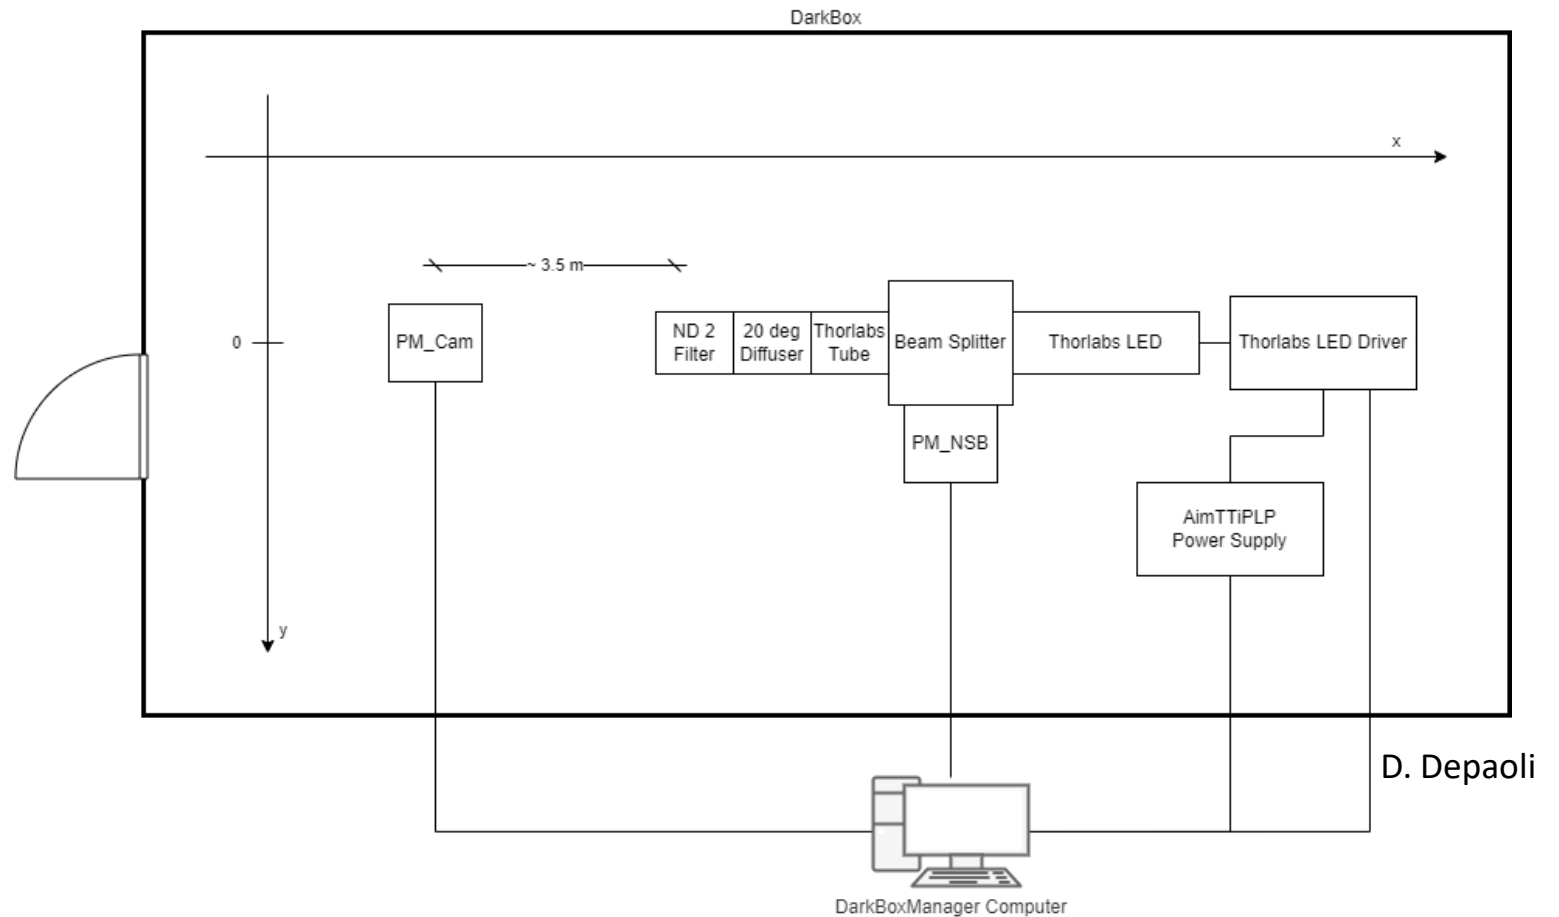 DarkBox
x
~ 3.5 m
0
PM_Cam
ND 2
Filter
20 deg
Diffuser
Thorlabs
Tube
Beam Splitter
Thorlabs LED
Thorlabs LED Driver
PM_NSB
AimTTiPLP
Power Supply
y
D. Depaoli
DarkBoxManager Computer